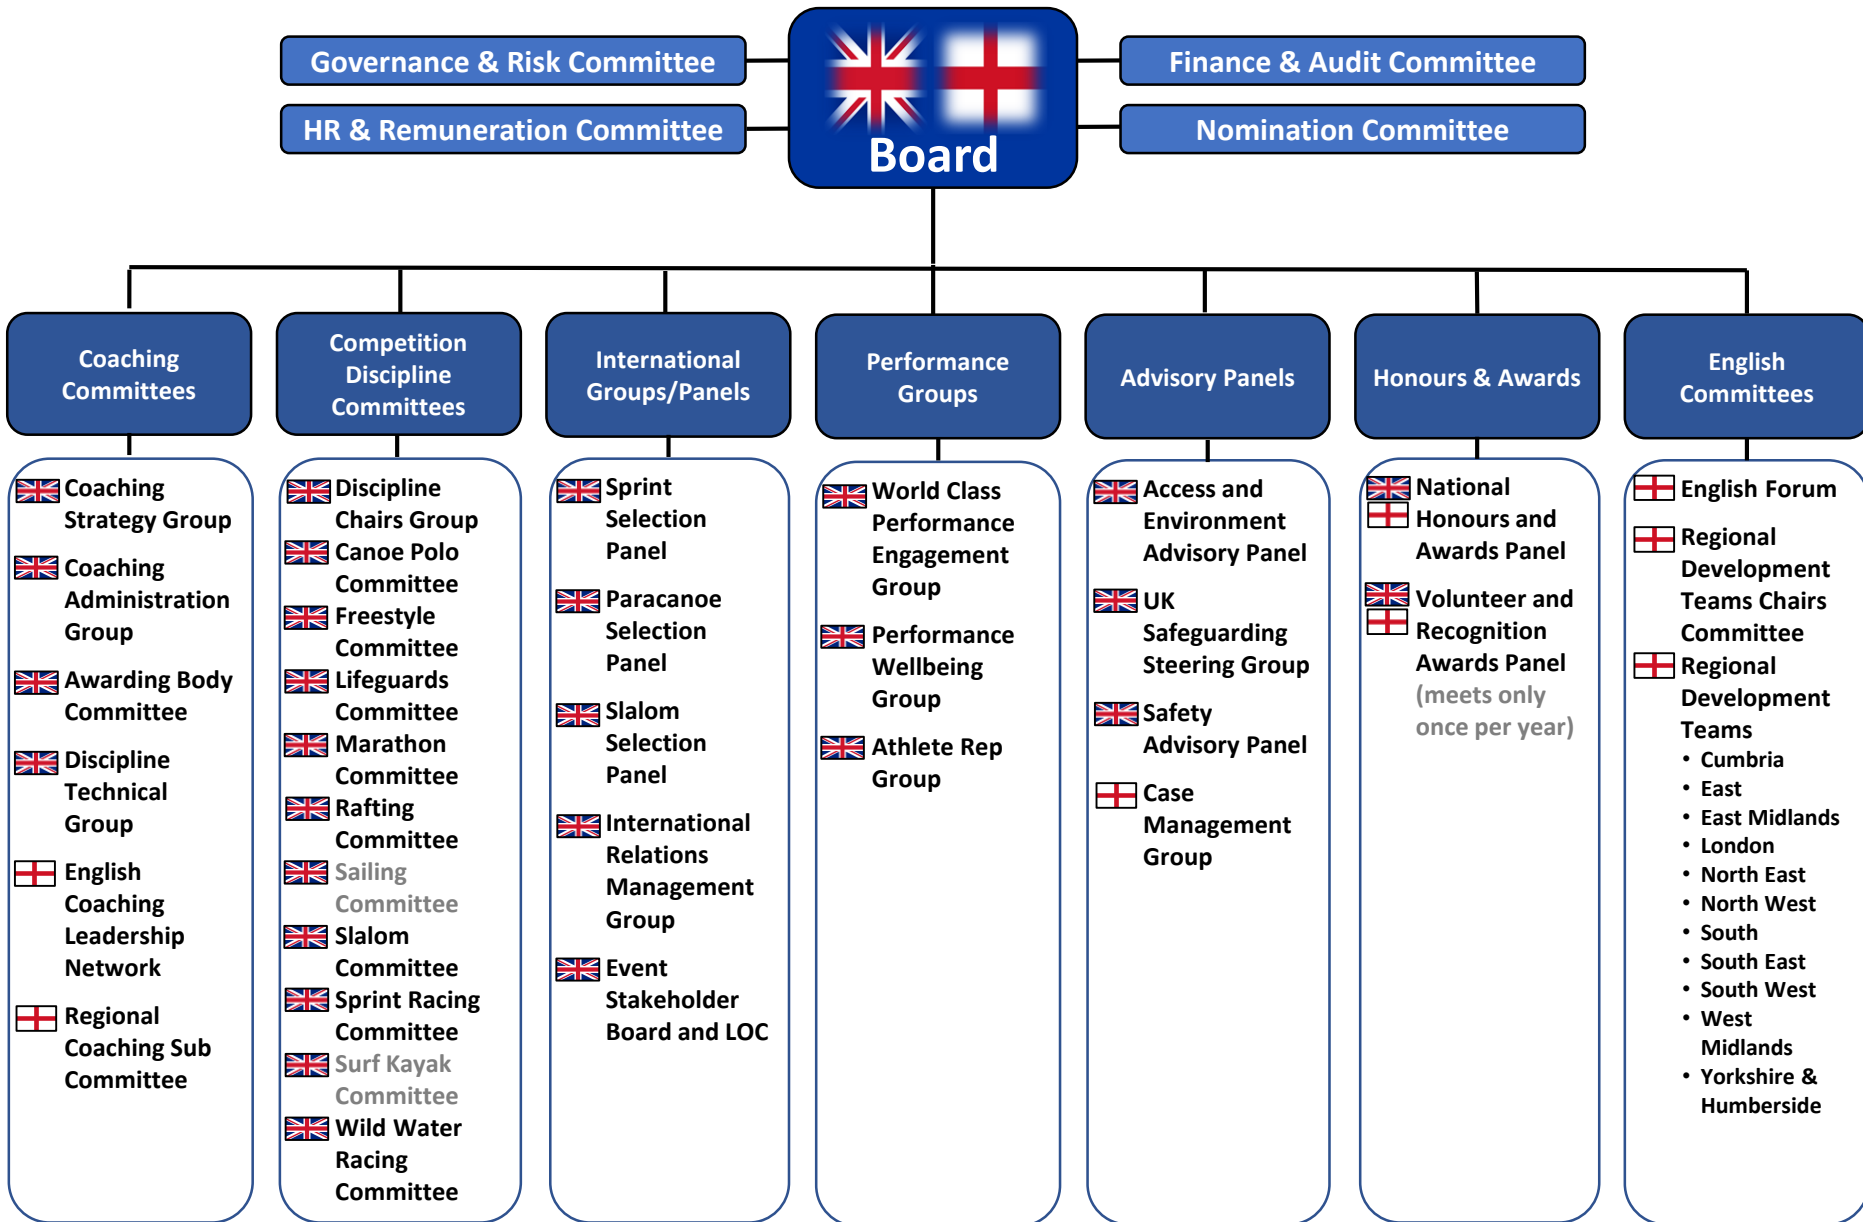 Governance & Risk Committee
HR & Remuneration Committee
Board
Finance & Audit Committee
Nomination Committee
Coaching
Committees
Coaching
Strategy Group
Coaching
Administration
Group
Awarding Body
Committee
Discipline
Technical
Group
English
Coaching
Leadership
Network
Regional
Coaching Sub
Committee
Competition
Discipline
Committees
Discipline
Chairs Group
Canoe Polo
Committee
Freestyle
Committee
Lifeguards
Committee
Marathon
Committee
Rafting
Committee
Sailing
Committee
Slalom
Committee
Sprint Racing
Committee
Surf Kayak
Committee
Wild Water
Racing
Committee
International
Groups/Panels
Sprint
Selection
Panel
Paracanoe
Selection
Panel
Slalom
Selection
Panel
International
Relations
Management
Group
Event
Stakeholder
Board and LOC
Performance
Groups
World Class
Performance
Engagement
Group
Performance
Wellbeing
Group
Athlete Rep
Group
Advisory Panels
Access and
Environment
Advisory Panel
UK
Safeguarding
Steering Group
Safety
Advisory Panel
Case
Management
Group
Honours & Awards
National
Honours and
Awards Panel
Volunteer and
Recognition
Awards Panel
(meets only
once per year)
English
Committees
English Forum
Regional
Development
Teams Chairs
Committee
Regional
Development
Teams
• Cumbria
• East
• East Midlands
• London
• North East
• North West
• South
• South East
• South West
• West
Midlands
• Yorkshire &
Humberside